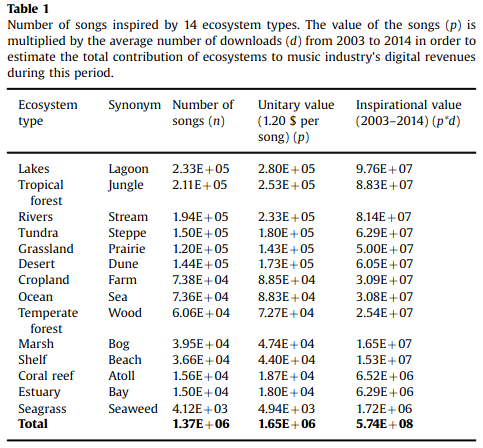 Table 1
Number of songs inspired by 14 ecosystem types. The value of the songs (p) is
multiplied by the average number of downloads (d) from 2003 to 2014 in order to
estimate the total contribution of ecosystems to music industry's digital revenues
during this period.
Ecosystem Synonym Number of Unitary value Inspirational value
type songs (n) (1.20 $ per (2003–2014) (p*d)
song) (p)
Lakes Lagoon 2.33E+05 2.80E+05 9.76E+07
Tropical Jungle 2.11E+05 2.53E+05 8.83E+07
forest
Rivers Stream 1.94E+05 2.33E+05 8.14E+07
Tundra Steppe 1.50E+05 1.80E+05 6.29E+07
Grassland Prairie 1.20E+05 1.43E+05 5.00E+07
Desert Dune 1.44E+05 1.73E+05 6.05E+07
Cropland Farm 7.38E+04 8.85E+04 3.09E+07
Ocean Sea 7.36E+04 8.83E+04 3.08E+07
Temperate Wood 6.06E+04 7.27E+04 2.54E+07
forest
Marsh Bog 3.95E+04 4.74E+04 1.65E+07
Shelf Beach 3.66E+04 4.40E+04 1.53E+07
Coral reef Atoll 1.56E+04 1.87E+04 6.52E+06
Estuary Bay 1.50E+04 1.80E+04 6.29E+06
Seagrass Seaweed 4.12E+03 4.94E+03 1.72E+06
Total 1.37E+06 1.65E+06 5.74E+08